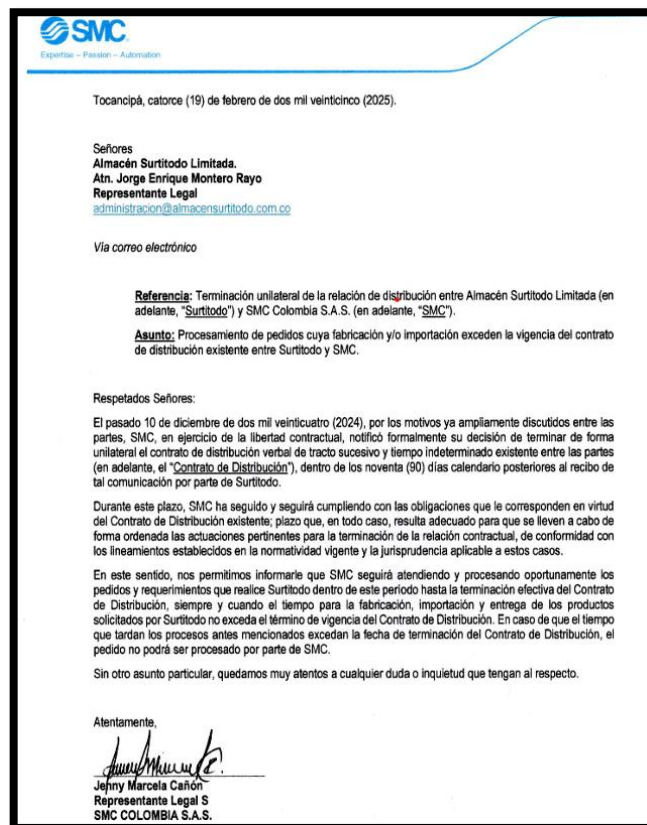 SMC
Expertise – Passion – Automation
Tocancipá, catorce (19) de febrero de dos mil veinticinco (2025).
Señores
Almacén Surtitodo Limitada.
Atn. Jorge Enrique Montero Rayo
Representante Legal
administracion@almacensurtitodo.com.co
Vía correo electrónico
Referencia: Terminación unilateral de la relación de distribución entre Almacén Surtitodo Limitada (en
adelante, “Surtitodo”) y SMC Colombia S.A.S. (en adelante, “SMC”).
Asunto: Procesamiento de pedidos cuya fabricación y/o importación exceden la vigencia del contrato
de distribución existente entre Surtitodo y SMC.
Respetados Señores:
El pasado 10 de diciembre de dos mil veinticuatro (2024), por los motivos ya ampliamente discutidos entre las
partes, SMC, en ejercicio de la libertad contractual, notificó formalmente su decisión de terminar de forma
unilateral el contrato de distribución verbal de tracto sucesivo y tiempo indeterminado existente entre las partes
(en adelante, el “Contrato de Distribución”), dentro de los noventa (90) días calendario posteriores al recibo de
tal comunicación por parte de Surtitodo.
Durante este plazo, SMC ha seguido y seguirá cumpliendo con las obligaciones que le corresponden en virtud
del Contrato de Distribución existente; plazo que, en todo caso, resulta adecuado para que se lleven a cabo de
forma ordenada las actuaciones pertinentes para la terminación de la relación contractual, de conformidad con
los lineamientos establecidos en la normatividad vigente y la jurisprudencia aplicable a estos casos.
En este sentido, nos permitimos informarle que SMC seguirá atendiendo y procesando oportunamente los
pedidos y requerimientos que realice Surtitodo dentro de este periodo hasta la terminación efectiva del Contrato
de Distribución, siempre y cuando el tiempo para la fabricación, importación y entrega de los productos
solicitados por Surtitodo no exceda el término de vigencia del Contrato de Distribución. En caso de que el tiempo
que tardan los procesos antes mencionados excedan la fecha de terminación del Contrato de Distribución, el
pedido no podrá ser procesado por parte de SMC.
Sin otro asunto particular, quedamos muy atentos a cualquier duda o inquietud que tengan al respecto.
Atentamente,
Jenny Marcela Cañón
Representante Legal S
SMC COLOMBIA S.A.S.